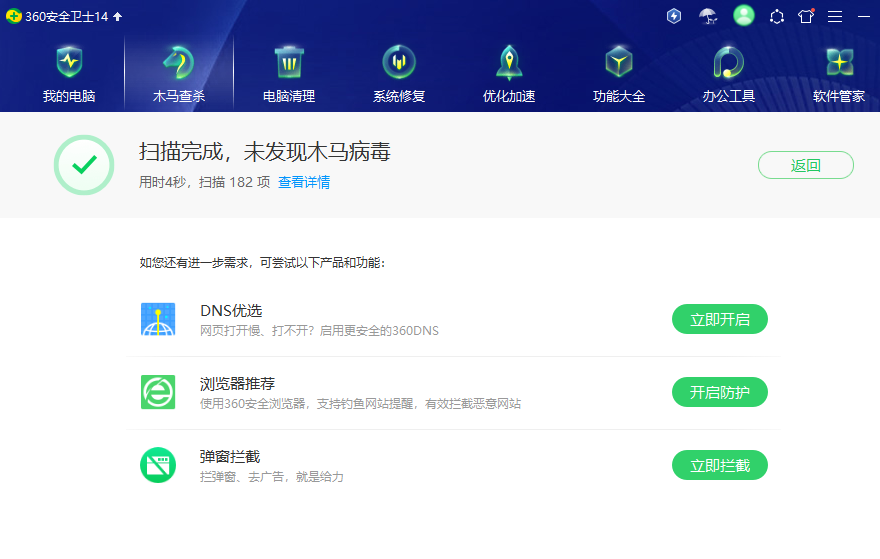 360安全卫士14
我的电脑 木马查杀 电脑清理 系统修复 优化加速 功能大全 办公工具 软件管家
扫描完成，未发现木马病毒
用时4秒，扫描 182 项 查看详情
返回
如您还有进一步需求，可尝试以下产品和功能：
DNS优选
网页打开慢、打不开？启用更安全的360DNS
立即开启
浏览器推荐
使用360安全浏览器，支持钓鱼网站提醒，有效拦截恶意网站
开启防护
弹窗拦截
拦弹窗、去广告，就是给力
立即拦截